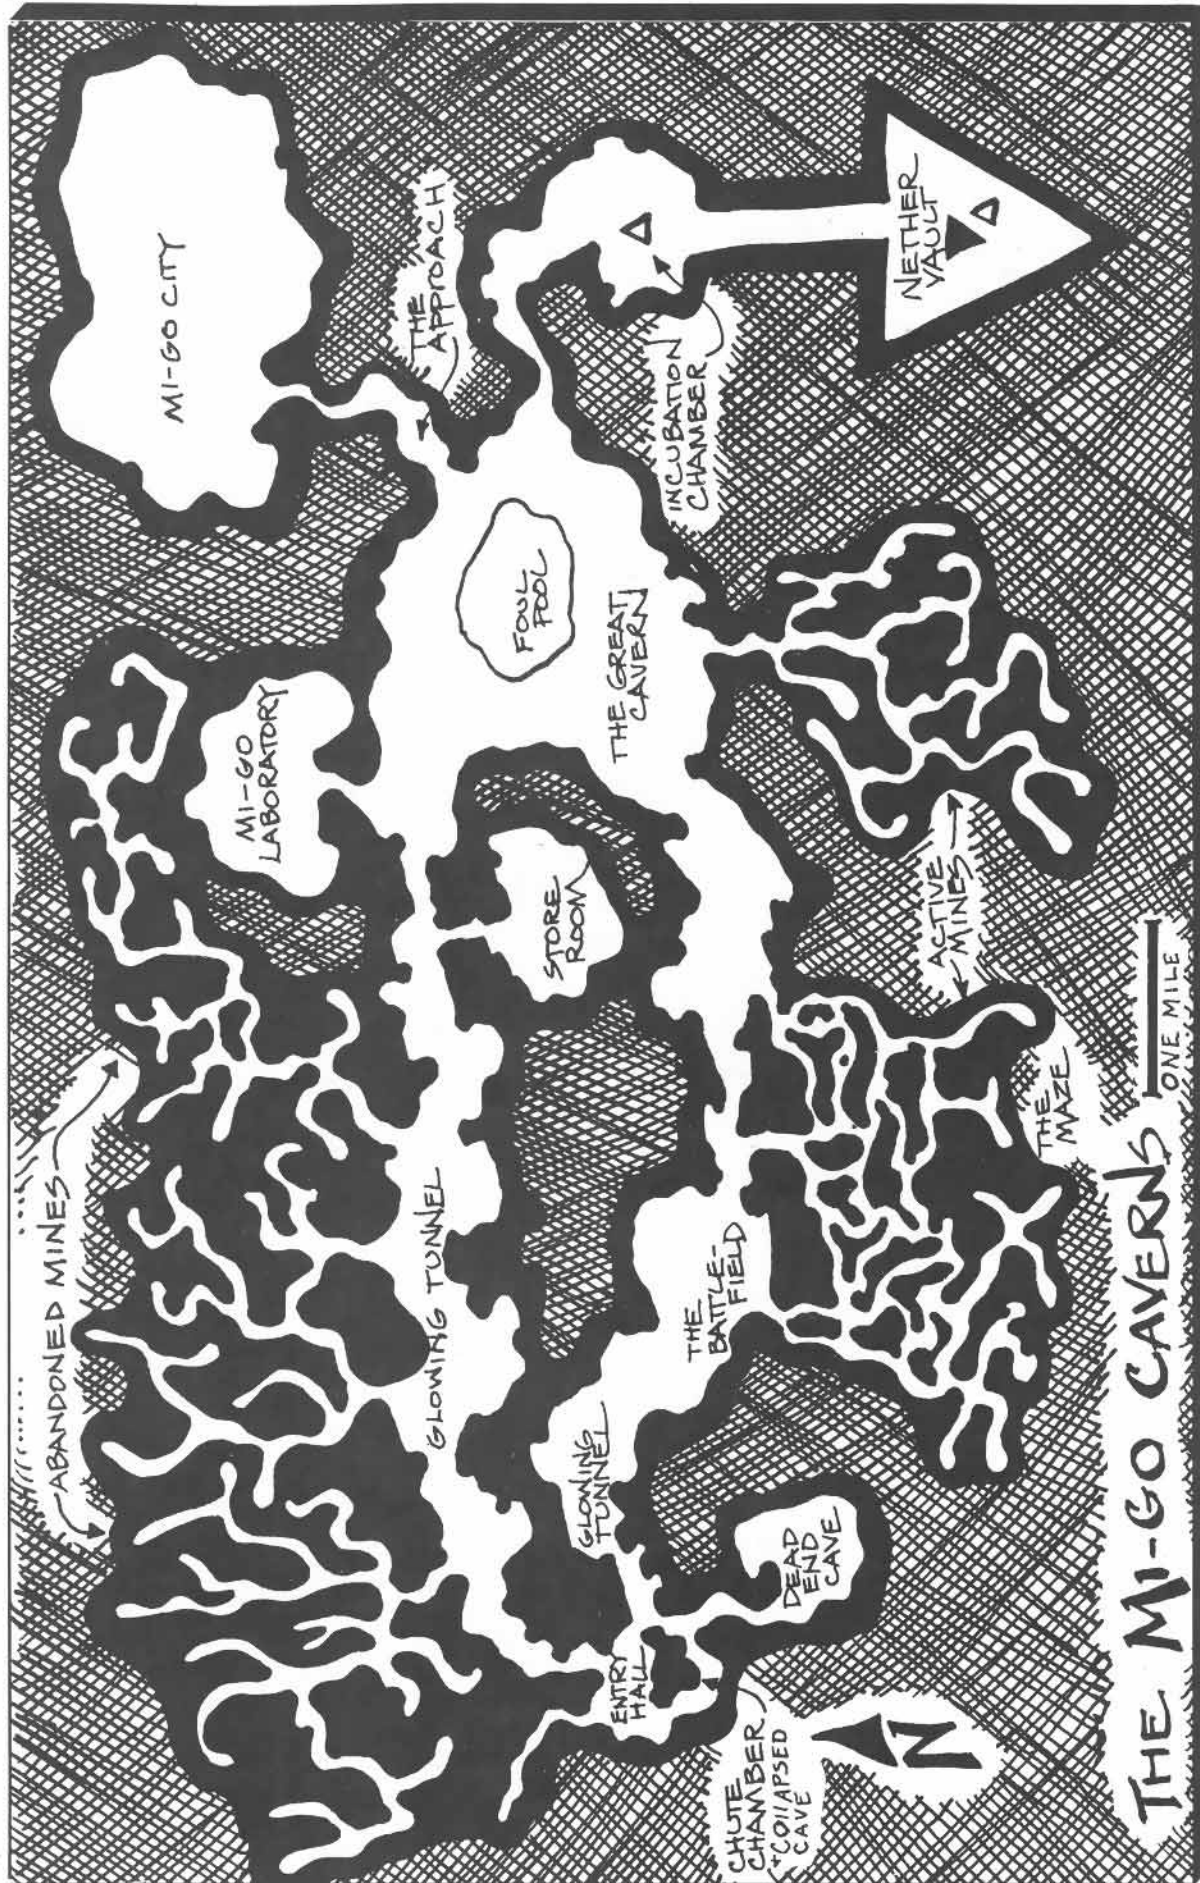 ABANDONED MINES
MI-GO
LABORATORY
MI-GO CITY
GLOWING TUNNEL
THE
APPROACH
STORE
ROOM
FOUL
POOL
ENTRY
HALL
GLOWING
TUNNEL
THE
BATTLE-
FIELD
THE GREAT
CAVERN
INCUBATION
CHAMBER
CHUTE
CHAMBER
+COLLAPSED
CAVE
DEAD
END
CAVE
ACTIVE
MINES
NETHER
VAULT
N
THE
MAZE
THE MI-GO CAVERNS
ONE MILE